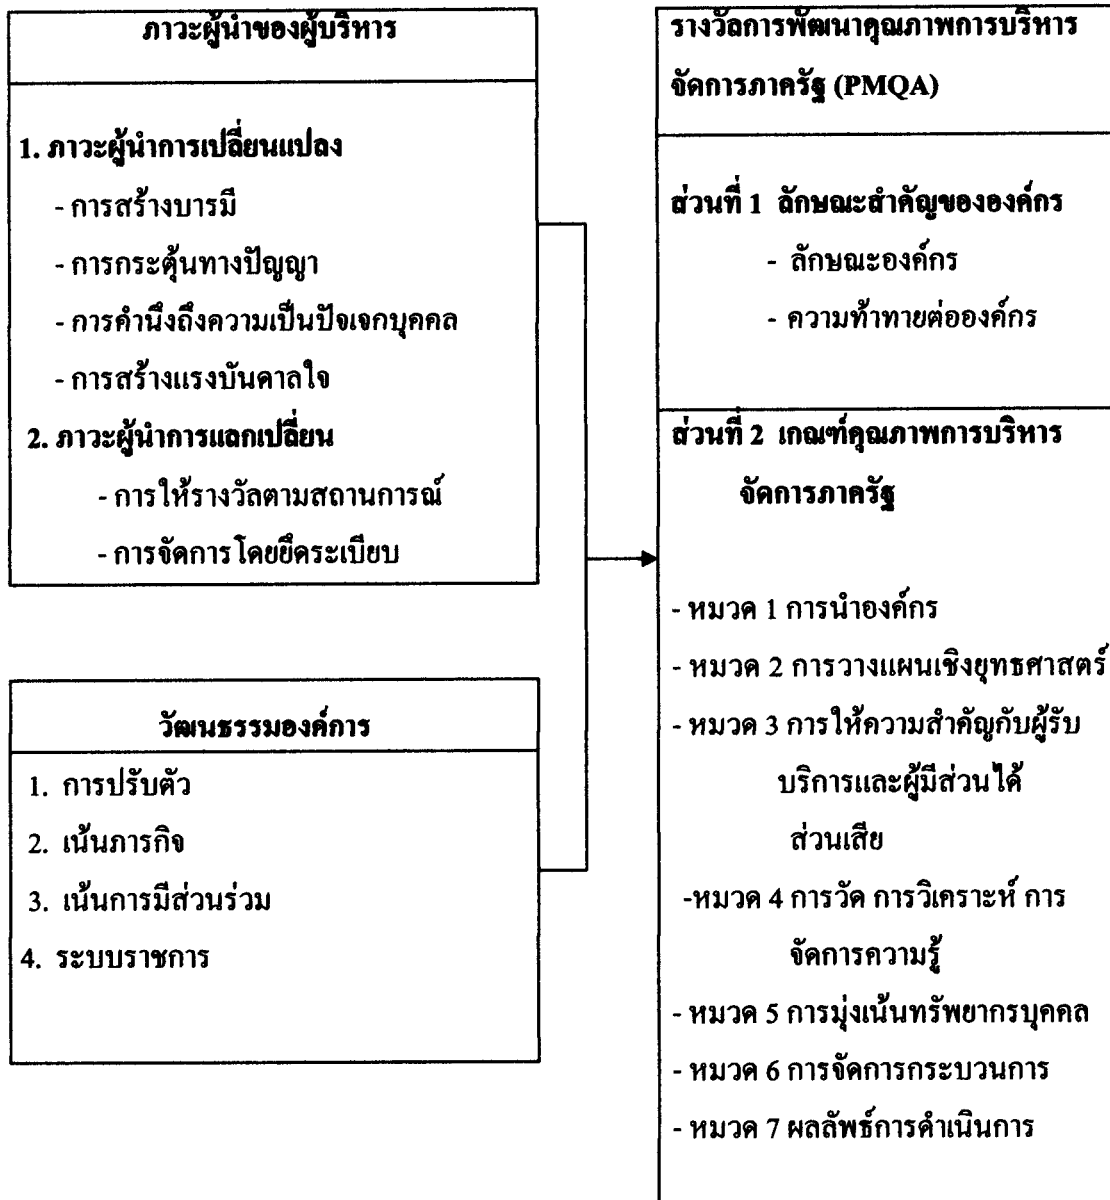 ภาวะผู้นำของผู้บริหาร
1. ภาวะผู้นำการเปลี่ยนแปลง
- การสร้างบารมี
- การกระตุ้นทางปัญญา
- การคำนึงถึงความเป็นปัจเจกบุคคล
- การสร้างแรงบันดาลใจ
2. ภาวะผู้นำการแลกเปลี่ยน
- การให้รางวัลตามสถานการณ์
- การจัดการโดยยึดระเบียบ
วัฒนธรรมองค์การ
1. การปรับตัว
2. เน้นภารกิจ
3. เน้นการมีส่วนร่วม
4. ระบบราชการ
รางวัลการพัฒนาคุณภาพการบริหาร
จัดการภาครัฐ (PMQA)
ส่วนที่ 1 ลักษณะสำคัญขององค์กร
- ลักษณะองค์กร
- ความท้าทายต่อองค์กร
ส่วนที่ 2 เกณฑ์คุณภาพการบริหาร
จัดการภาครัฐ
- หมวด 1 การนำองค์กร
- หมวด 2 การวางแผนเชิงยุทธศาสตร์
- หมวด 3 การให้ความสำคัญกับผู้รับ
บริการและผู้มีส่วนได้
ส่วนเสีย
-หมวด 4 การวัด การวิเคราะห์ การ
จัดการความรู้
- หมวด 5 การมุ่งเน้นทรัพยากรบุคคล
- หมวด 6 การจัดการกระบวนการ
- หมวด 7 ผลลัพธ์การดำเนินการ